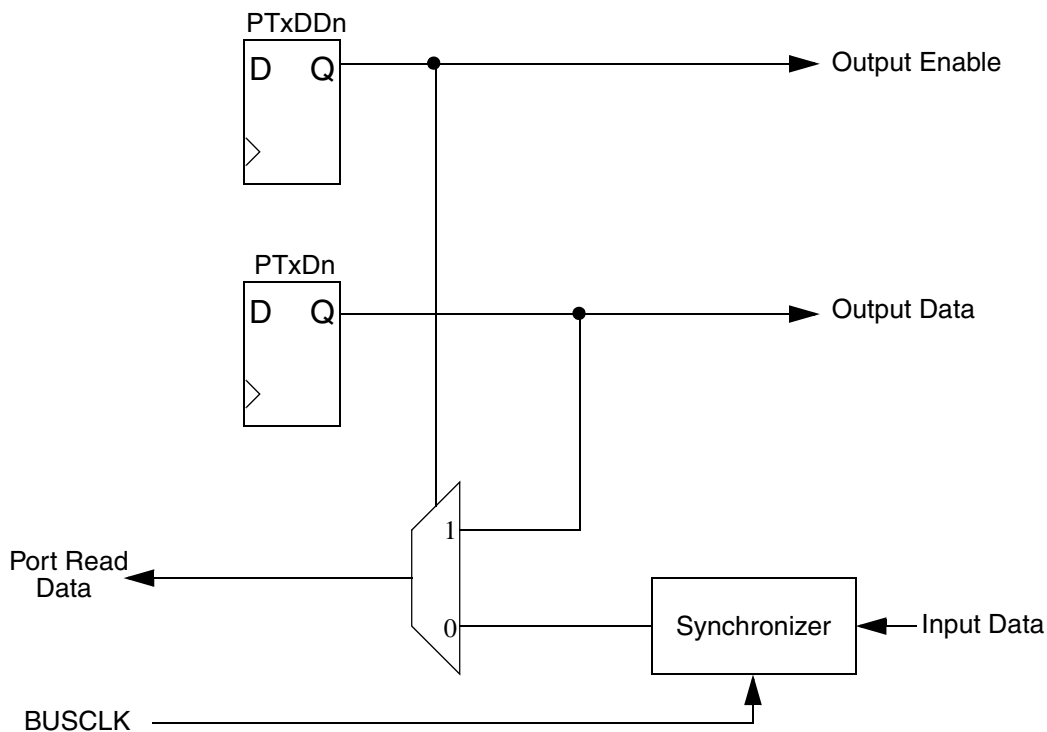 PTxDDn
D Q
Output Enable
PTxDn
D Q
Output Data
1
Port Read
Data
0
Synchronizer
Input Data
BUSCLK